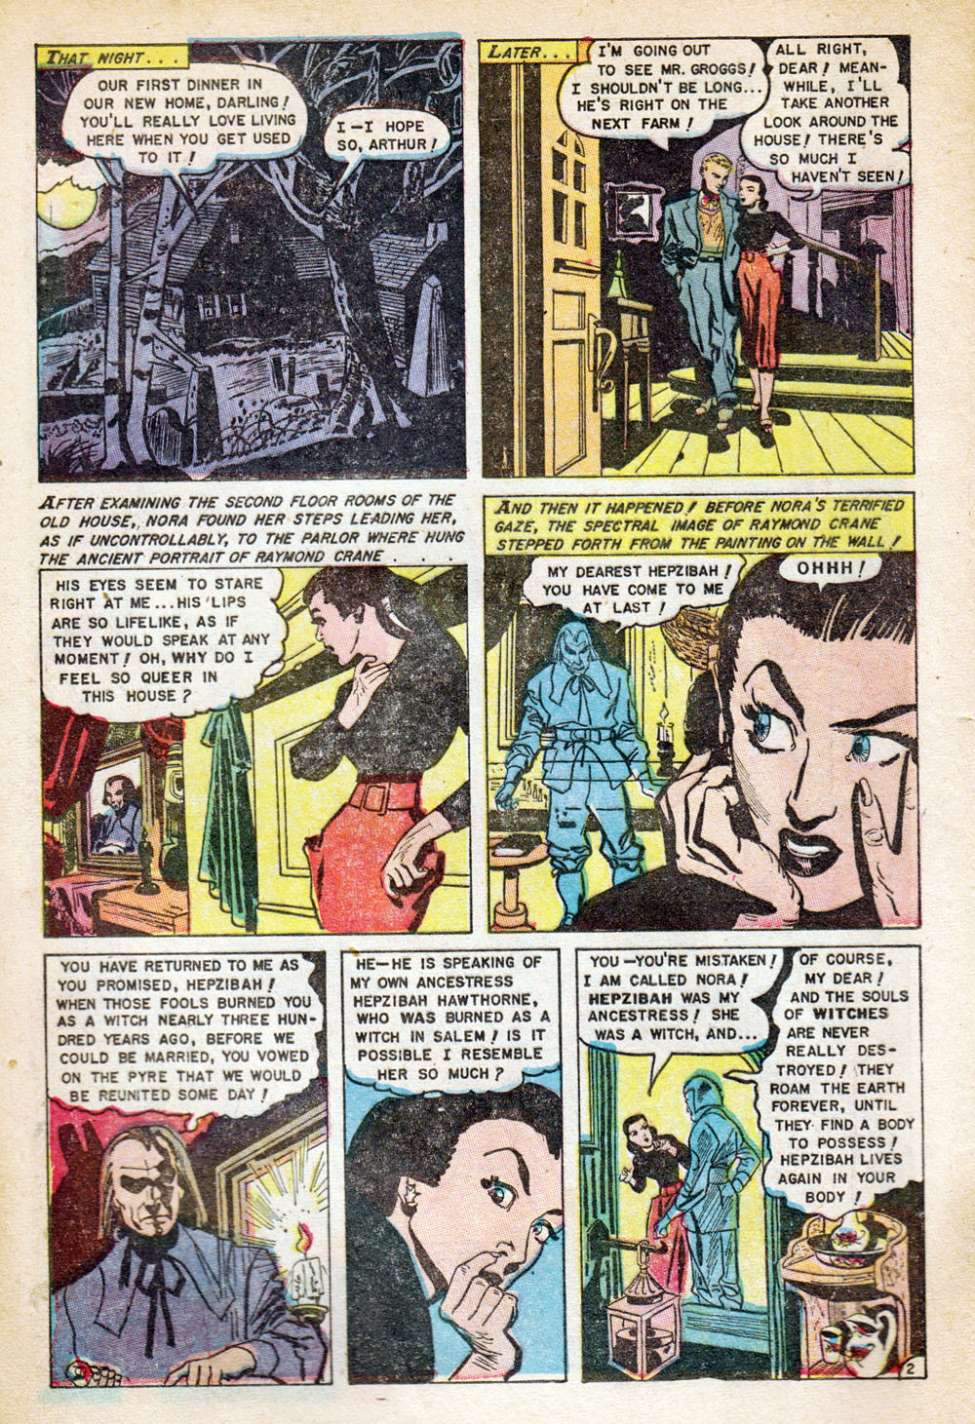 THAT NIGHT...
OUR FIRST DINNER IN
OUR NEW HOME, DARLING!
YOU'LL REALLY LOVE LIVING
HERE WHEN YOU GET USED
TO IT!
I-I HOPE
SO, ARTHUR!
LATER...
I'M GOING OUT
TO SEE MR. GROGGS!
I SHOULDN'T BE LONG...
HE'S RIGHT ON THE
NEXT FARM!
ALL RIGHT,
DEAR! MEAN-
WHILE, I'LL
TAKE ANOTHER
LOOK AROUND THE
HOUSE! THERE'S
SO MUCH I
HAVEN'T SEEN!
AFTER EXAMINING THE SECOND FLOOR ROOMS OF THE
OLD HOUSE, NORA FOUND HER STEPS LEADING HER,
AS IF UNCONTROLLABLY, TO THE PARLOR WHERE HUNG
THE ANCIENT PORTRAIT OF RAYMOND CRANE . . . .
HIS EYES SEEM TO STARE
RIGHT AT ME...HIS LIPS
ARE SO LIFELIKE, AS IF
THEY WOULD SPEAK AT ANY
MOMENT! OH, WHY DO I
FEEL SO QUEER IN
THIS HOUSE?
AND THEN IT HAPPENED! BEFORE NORA'S TERRIFIED
GAZE, THE SPECTRAL IMAGE OF RAYMOND CRANE
STEPPED FORTH FROM THE PAINTING ON THE WALL!
MY DEAREST HEPZIBAH!
YOU HAVE COME TO ME
AT LAST!
OHHH!
YOU HAVE RETURNED TO ME AS
YOU PROMISED, HEPZIBAH!
WHEN THOSE FOOLS BURNED YOU
AS A WITCH NEARLY THREE HUN-
DRED YEARS AGO, BEFORE WE
COULD BE MARRIED, YOU VOWED
ON THE PYRE THAT WE WOULD
BE REUNITED SOME DAY!
HE-HE IS SPEAKING OF
MY OWN ANCESTRESS
HEPZIBAH HAWTHORNE,
WHO WAS BURNED AS A
WITCH IN SALEM! IS IT
POSSIBLE I RESEMBLE
HER SO MUCH?
YOU-YOU'RE MISTAKEN!
I AM CALLED NORA!
HEPZIBAH WAS MY
ANCESTRESS! SHE
WAS A WITCH, AND...
OF COURSE,
MY DEAR!
AND THE SOULS
OF WITCHES
ARE NEVER
REALLY DES-
TROYED! THEY
ROAM THE EARTH
FOREVER, UNTIL
THEY FIND A BODY
TO POSSESS!
HEPZIBAH LIVES
AGAIN IN YOUR
BODY!
2